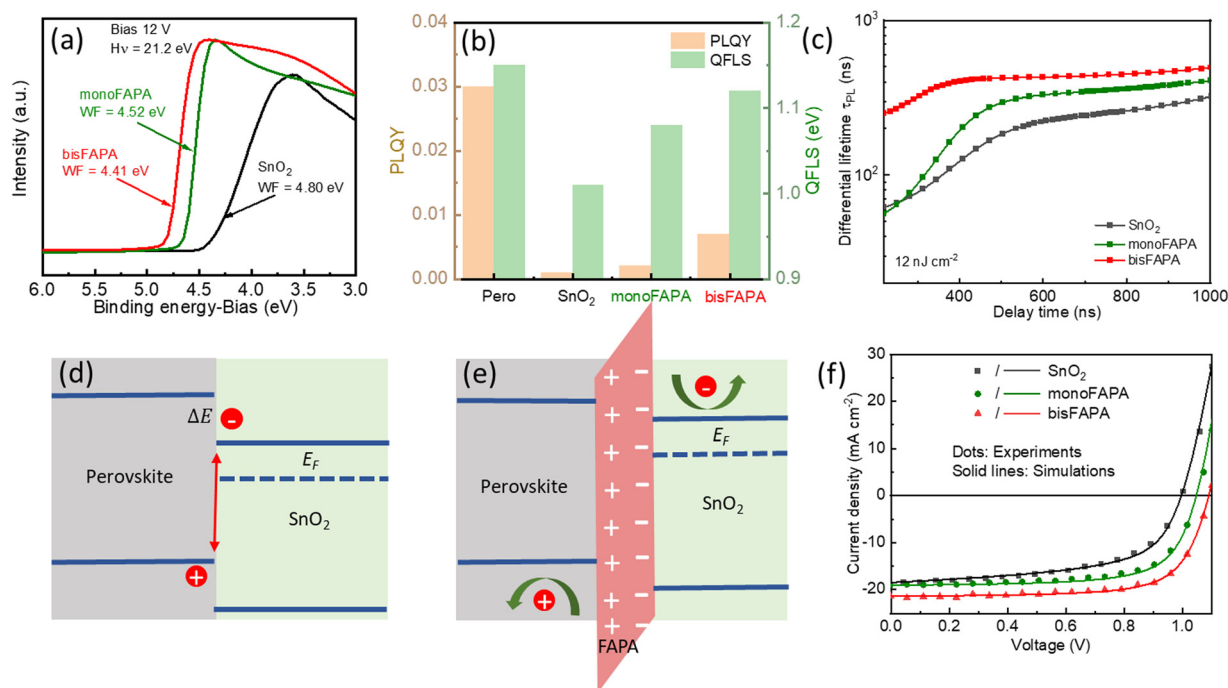 (a)
Bias 12 V
Hν = 21.2 eV
monoFAPA
WF = 4.52 eV
bisFAPA
WF = 4.41 eV
SnO₂
WF = 4.80 eV
Intensity (a.u.)
6.0 5.5 5.0 4.5 4.0 3.5 3.0
Binding energy-Bias (eV)
(b)
PLQY
QFLS
0.04
0.03
0.02
0.01
0.00
PLQY
1.2
1.1
1.0
0.9
QFLS (eV)
Pero SnO₂ monoFAPA bisFAPA
(c)
Differential lifetime τPL (ns)
10³
10²
SnO₂
monoFAPA
bisFAPA
12 nJ cm⁻²
400 600 800 1000
Delay time (ns)
(d)
ΔE
-
EF
Perovskite
SnO₂
+
(e)
+ + + + + + + + +
- - - - - - - - -
-
EF
Perovskite
SnO₂
+
FAPA
(f)
■ / SnO₂
● / monoFAPA
▲ / bisFAPA
Dots: Experiments
Solid lines: Simulations
Current density (mA cm⁻²)
30
20
10
0
-10
-20
0.0 0.2 0.4 0.6 0.8 1.0
Voltage (V)